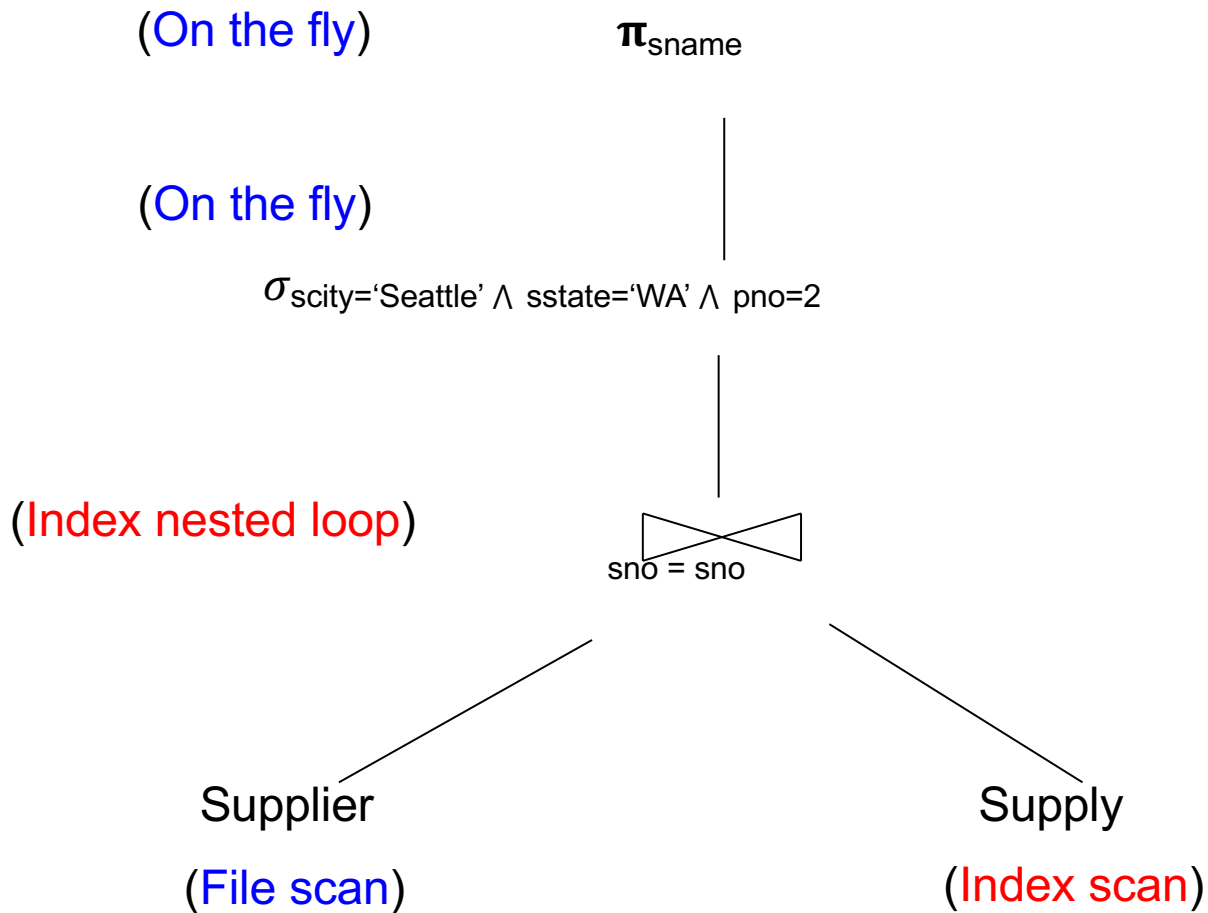 (On the fly) πsname
(On the fly)
σscity=‘Seattle’ ∧ sstate=‘WA’ ∧ pno=2
(Index nested loop)
sno = sno
Supplier Supply
(File scan) (Index scan)